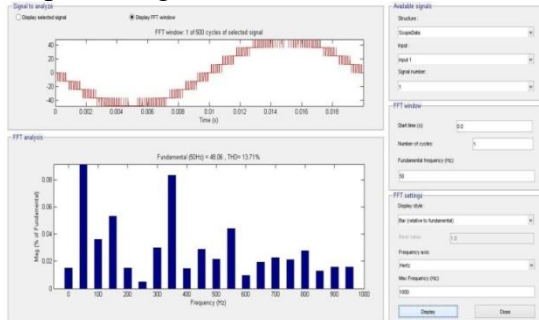 Signal to analyze
Display selected signal
Display FFT window
FFT window: 1 of 500 cycles of selected signal
40
20
0
-20
-40
0 0.002 0.004 0.006 0.008 0.01 0.012 0.014 0.016 0.018
Time (s)
FFT analysis
Fundamental (50Hz) = 48.06 , THD= 13.71%
Mag (% of Fundamental)
0.08
0.06
0.04
0.02
0
0 100 200 300 400 500 600 700 800 900 1000
Frequency (Hz)
Available signals
Structure :
ScopeData
Input :
input 1
Signal number:
1
FFT window
Start time (s):
0.0
Number of cycles:
1
Fundamental frequency (Hz):
50
FFT settings
Display style :
Bar (relative to fundamental)
Base value:
1.0
Frequency axis:
Hertz
Max Frequency (Hz):
1000
Display
Close